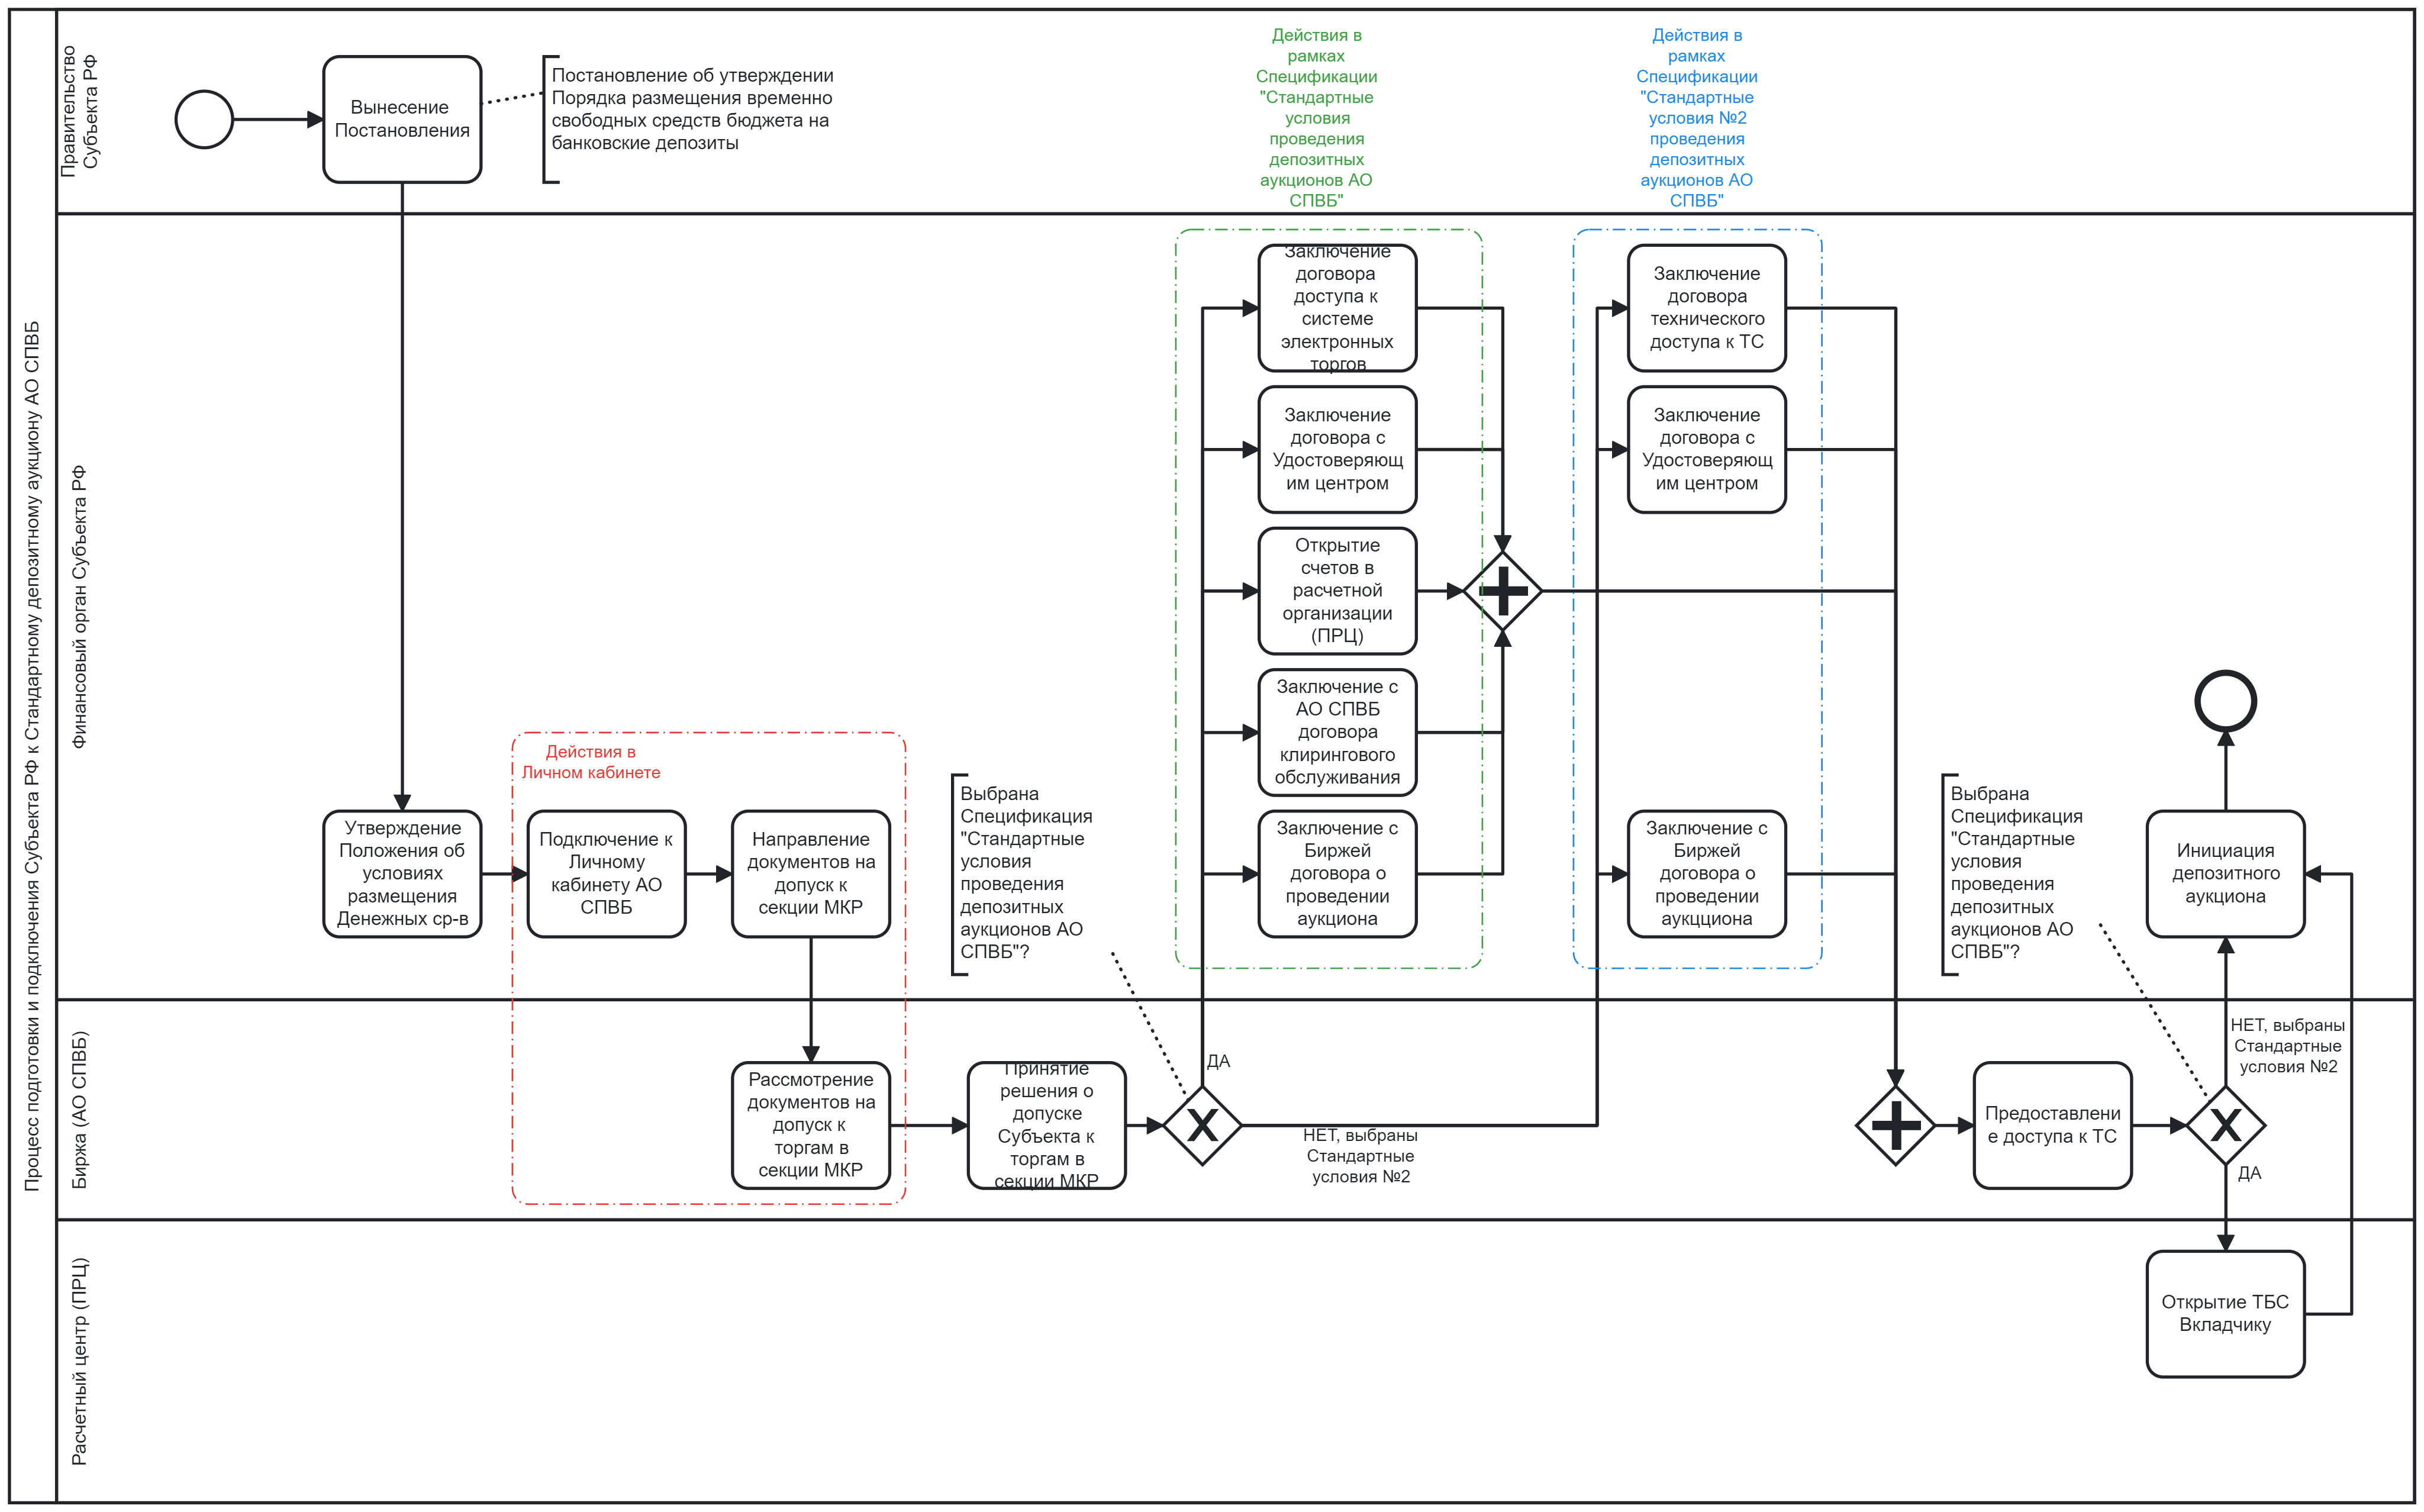 Процесс подготовки и подключения Субъекта РФ к Стандартному депозитному аукциону АО СПВБ
Правительство
Субъекта РФ
Вынесение
Постановления
Постановление об утверждении
Порядка размещения временно
свободных средств бюджета на
банковские депозиты
Действия в
рамках
Спецификации
"Стандартные
условия
проведения
депозитных
аукционов АО
СПВБ"
Действия в
рамках
Спецификации
"Стандартные
условия №2
проведения
депозитных
аукционов АО
СПВБ"
Финансовый орган Субъекта РФ
Утверждение
Положения об
условиях
размещения
Денежных ср-в
Действия в
Личном кабинете
Подключение к
Личному
кабинету АО
СПВБ
Направление
документов на
допуск к
секции МКР
Выбрана
Спецификация
"Стандартные
условия
проведения
депозитных
аукционов АО
СПВБ"?
Заключение
договора
доступа к
системе
электронных
торгов
Заключение
договора с
Удостоверяющ
им центром
Открытие
счетов в
расчетной
организации
(ПРЦ)
Заключение с
АО СПВБ
договора
клирингового
обслуживания
Заключение с
Биржей
договора о
проведении
аукциона
Заключение
договора
технического
доступа к ТС
Заключение
договора с
Удостоверяющ
им центром
Заключение с
Биржей
договора о
проведении
аукцциона
Выбрана
Спецификация
"Стандартные
условия
проведения
депозитных
аукционов АО
СПВБ"?
Инициация
депозитного
аукциона
Биржа (АО СПВБ)
Рассмотрение
документов на
допуск к
торгам в
секции МКР
Принятие
решения о
допуске
Субъекта к
торгам в
секции МКР
ДА
НЕТ, выбраны
Стандартные
условия №2
Предоставлени
е доступа к ТС
НЕТ, выбраны
Стандартные
условия №2
ДА
Расчетный центр (ПРЦ)
Открытие ТБС
Вкладчику